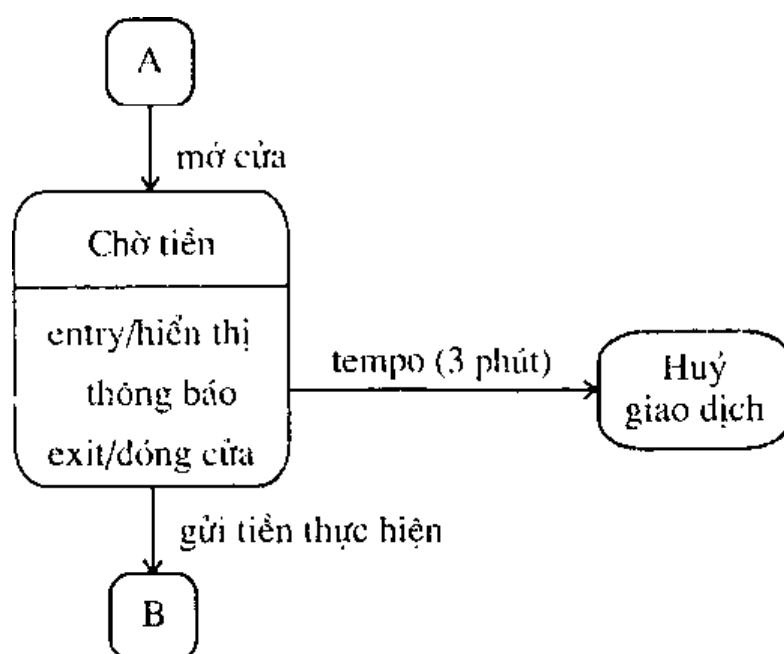 A
mở cửa
Chờ tiền
entry/hiển thị
thông báo
exit/đóng cửa
tempo (3 phút)
Huỷ
giao dịch
gửi tiền thực hiện
B